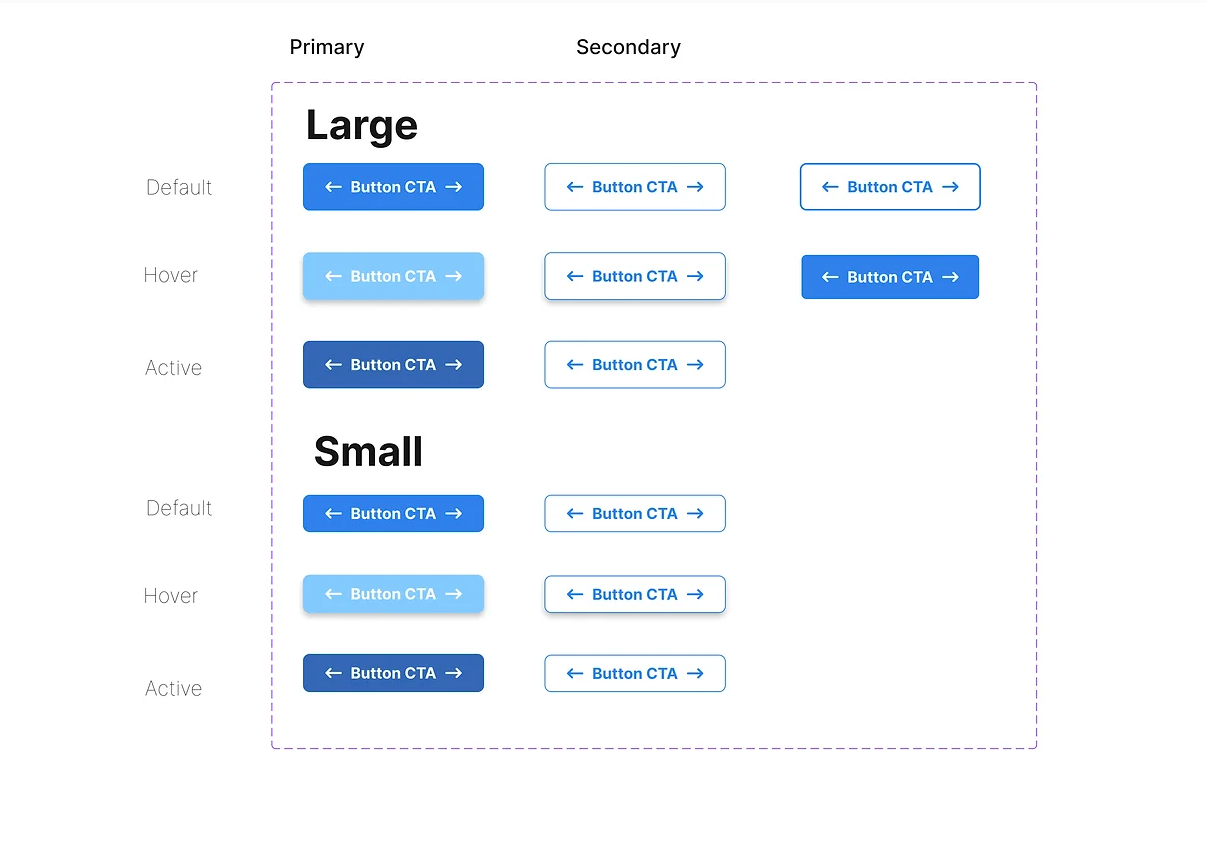 Primary Secondary
Large
Default ← Button CTA → ← Button CTA → ← Button CTA →
Hover ← Button CTA → ← Button CTA → ← Button CTA →
Active ← Button CTA → ← Button CTA →
Small
Default ← Button CTA → ← Button CTA →
Hover ← Button CTA → ← Button CTA →
Active ← Button CTA → ← Button CTA →